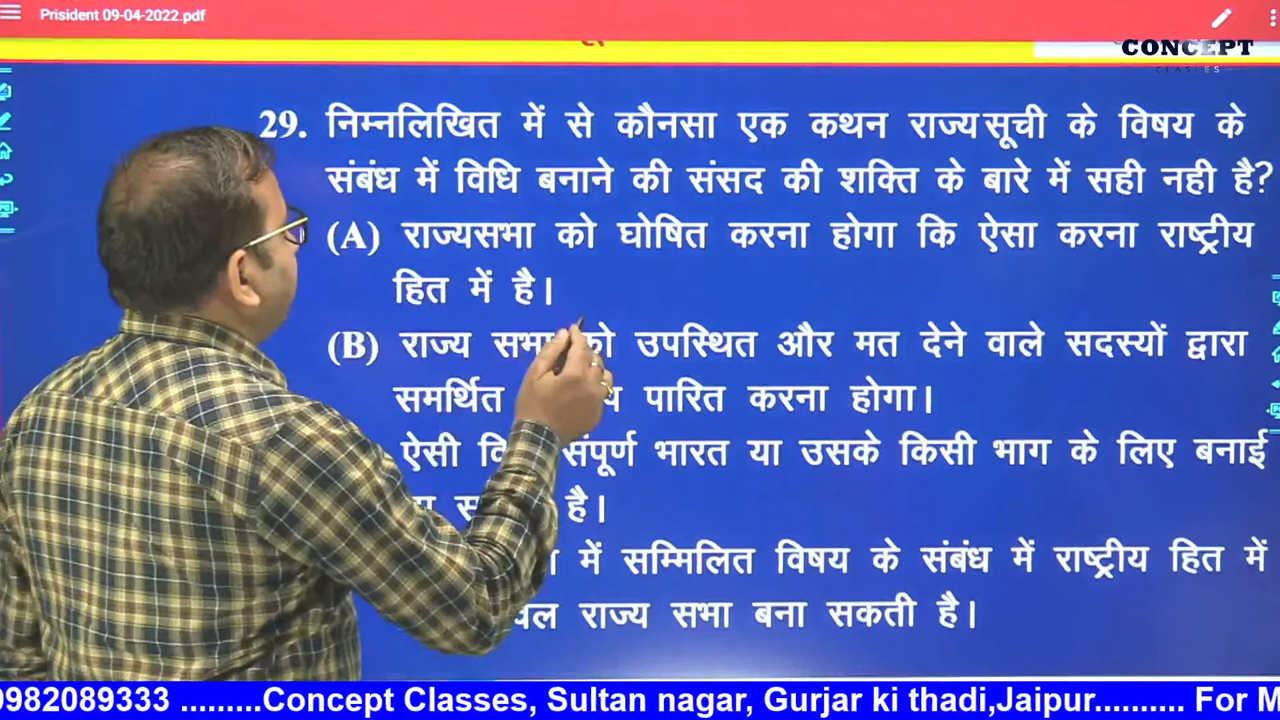 Prisident 09-04-2022.pdf
CONCEPT
CLASSES
29. निम्नलिखित में से कौनसा एक कथन राज्यसूची के विषय के
संबंध में विधि बनाने की संसद की शक्ति के बारे में सही नही है?
(A) राज्यसभा को घोषित करना होगा कि ऐसा करना राष्ट्रीय
हित में है।
(B) राज्य सभा को उपस्थित और मत देने वाले सदस्यों द्वारा
समर्थित पारित करना होगा।
ऐसी संपूर्ण भारत या उसके किसी भाग के लिए बनाई
है।
में सम्मिलित विषय के संबंध में राष्ट्रीय हित में
राज्य सभा बना सकती है।
9982089333 .........Concept Classes, Sultan nagar, Gurjar ki thadi,Jaipur.......... For